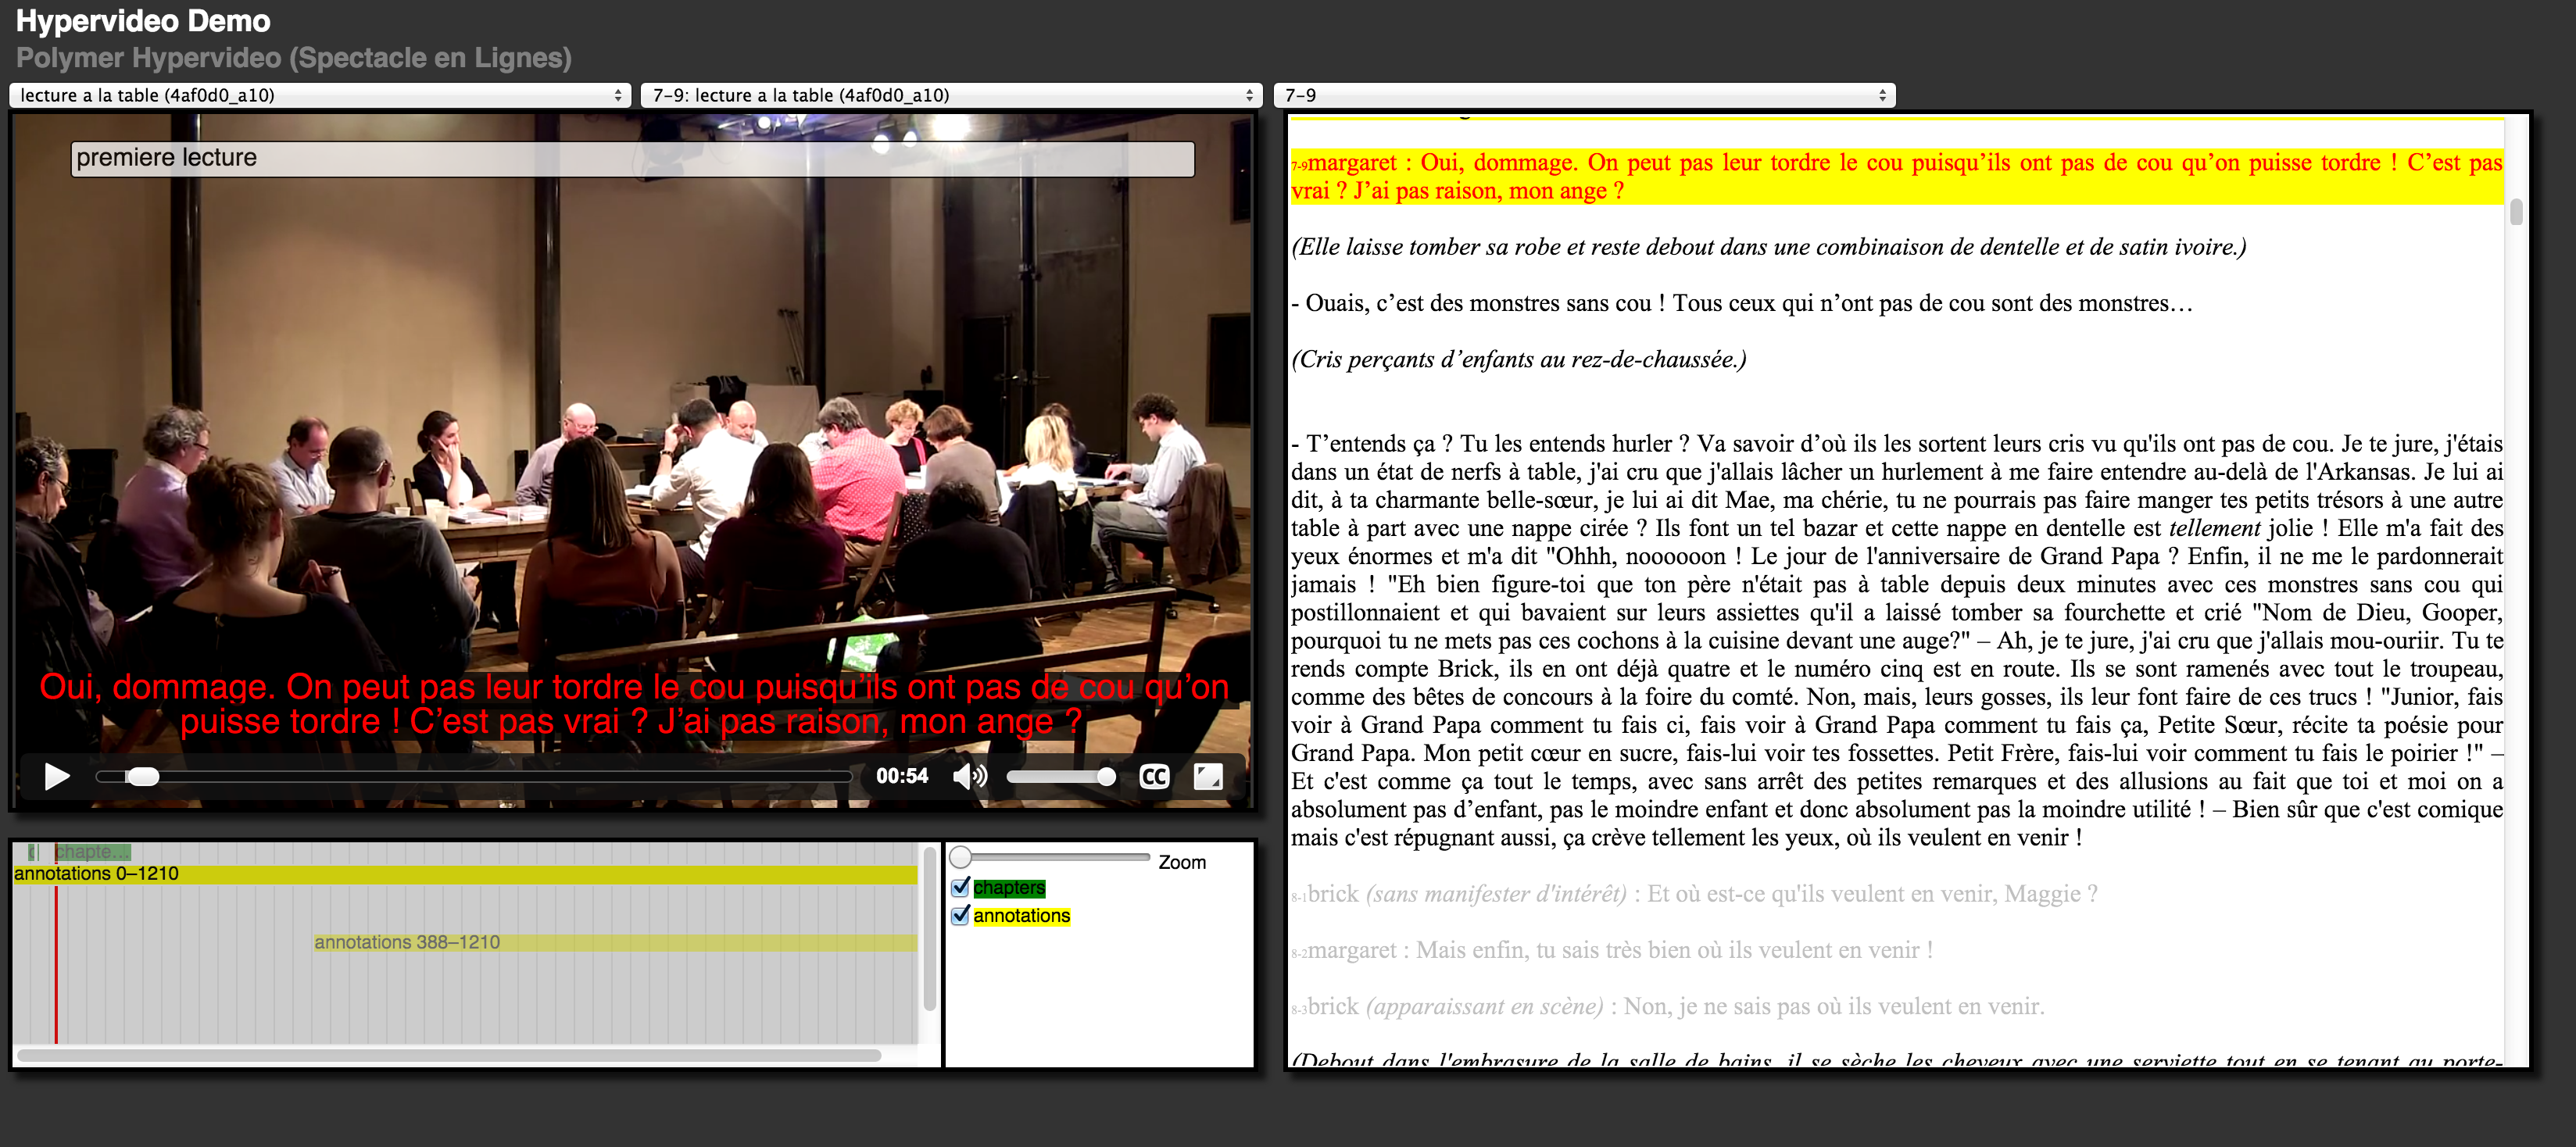 Hypervideo Demo
Polymer Hypervideo (Spectacle en Lignes)
lecture a la table (4af0d0_a10)
7–9: lecture a la table (4af0d0_a10)
7–9
premiere lecture
Oui, dommage. On peut pas leur tordre le cou puisqu’ils ont pas de cou qu’on
puisse tordre ! C’est pas vrai ? J’ai pas raison, mon ange ?
00:54
CC
chapte…
annotations 0–1210
annotations 388–1210
Zoom
chapters
annotations
7-9margaret : Oui, dommage. On peut pas leur tordre le cou puisqu’ils ont pas de cou qu’on puisse tordre ! C’est pas
vrai ? J’ai pas raison, mon ange ?
(Elle laisse tomber sa robe et reste debout dans une combinaison de dentelle et de satin ivoire.)
- Ouais, c’est des monstres sans cou ! Tous ceux qui n’ont pas de cou sont des monstres…
(Cris perçants d’enfants au rez-de-chaussée.)
- T’entends ça ? Tu les entends hurler ? Va savoir d’où ils les sortent leurs cris vu qu'ils ont pas de cou. Je te jure, j'étais
dans un état de nerfs à table, j'ai cru que j'allais lâcher un hurlement à me faire entendre au-delà de l'Arkansas. Je lui ai
dit, à ta charmante belle-sœur, je lui ai dit Mae, ma chérie, tu ne pourrais pas faire manger tes petits trésors à une autre
table à part avec une nappe cirée ? Ils font un tel bazar et cette nappe en dentelle est tellement jolie ! Elle m'a fait des
yeux énormes et m'a dit "Ohhh, noooooon ! Le jour de l'anniversaire de Grand Papa ? Enfin, il ne me le pardonnerait
jamais ! "Eh bien figure-toi que ton père n'était pas à table depuis deux minutes avec ces monstres sans cou qui
postillonnaient et qui bavaient sur leurs assiettes qu'il a laissé tomber sa fourchette et crié "Nom de Dieu, Gooper,
pourquoi tu ne mets pas ces cochons à la cuisine devant une auge?" – Ah, je te jure, j'ai cru que j'allais mou-ouriir. Tu te
rends compte Brick, ils en ont déjà quatre et le numéro cinq est en route. Ils se sont ramenés avec tout le troupeau,
comme des bêtes de concours à la foire du comté. Non, mais, leurs gosses, ils leur font faire de ces trucs ! "Junior, fais
voir à Grand Papa comment tu fais ci, fais voir à Grand Papa comment tu fais ça, Petite Sœur, récite ta poésie pour
Grand Papa. Mon petit cœur en sucre, fais-lui voir tes fossettes. Petit Frère, fais-lui voir comment tu fais le poirier !" –
Et c'est comme ça tout le temps, avec sans arrêt des petites remarques et des allusions au fait que toi et moi on a
absolument pas d’enfant, pas le moindre enfant et donc absolument pas la moindre utilité ! – Bien sûr que c'est comique
mais c'est répugnant aussi, ça crève tellement les yeux, où ils veulent en venir !
8-1brick (sans manifester d'intérêt) : Et où est-ce qu'ils veulent en venir, Maggie ?
8-2margaret : Mais enfin, tu sais très bien où ils veulent en venir !
8-3brick (apparaissant en scène) : Non, je ne sais pas où ils veulent en venir.
(Debout dans l'embrasure de la salle de bains, il se sèche les cheveux avec une serviette tout en se tenant au porte-